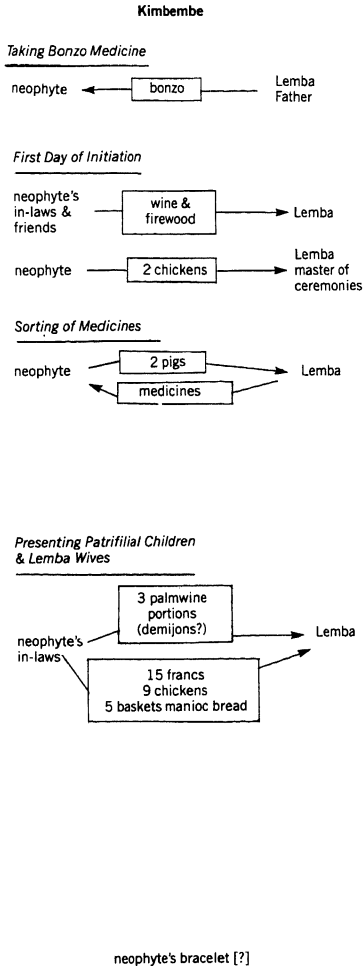 Kimbembe
Taking Bonzo Medicine
neophyte
bonzo
Lemba
Father
First Day of Initiation
neophyte's
in-laws &
friends
wine &
firewood
Lemba
neophyte
2 chickens
Lemba
master of
ceremonies
Sorting of Medicines
neophyte
2 pigs
medicines
Lemba
Presenting Patrifilial Children
& Lemba Wives
neophyte's
in-laws
3 palmwine
portions
(demijons?)
Lemba
15 francs
9 chickens
5 baskets manioc bread
neophyte's bracelet [?]